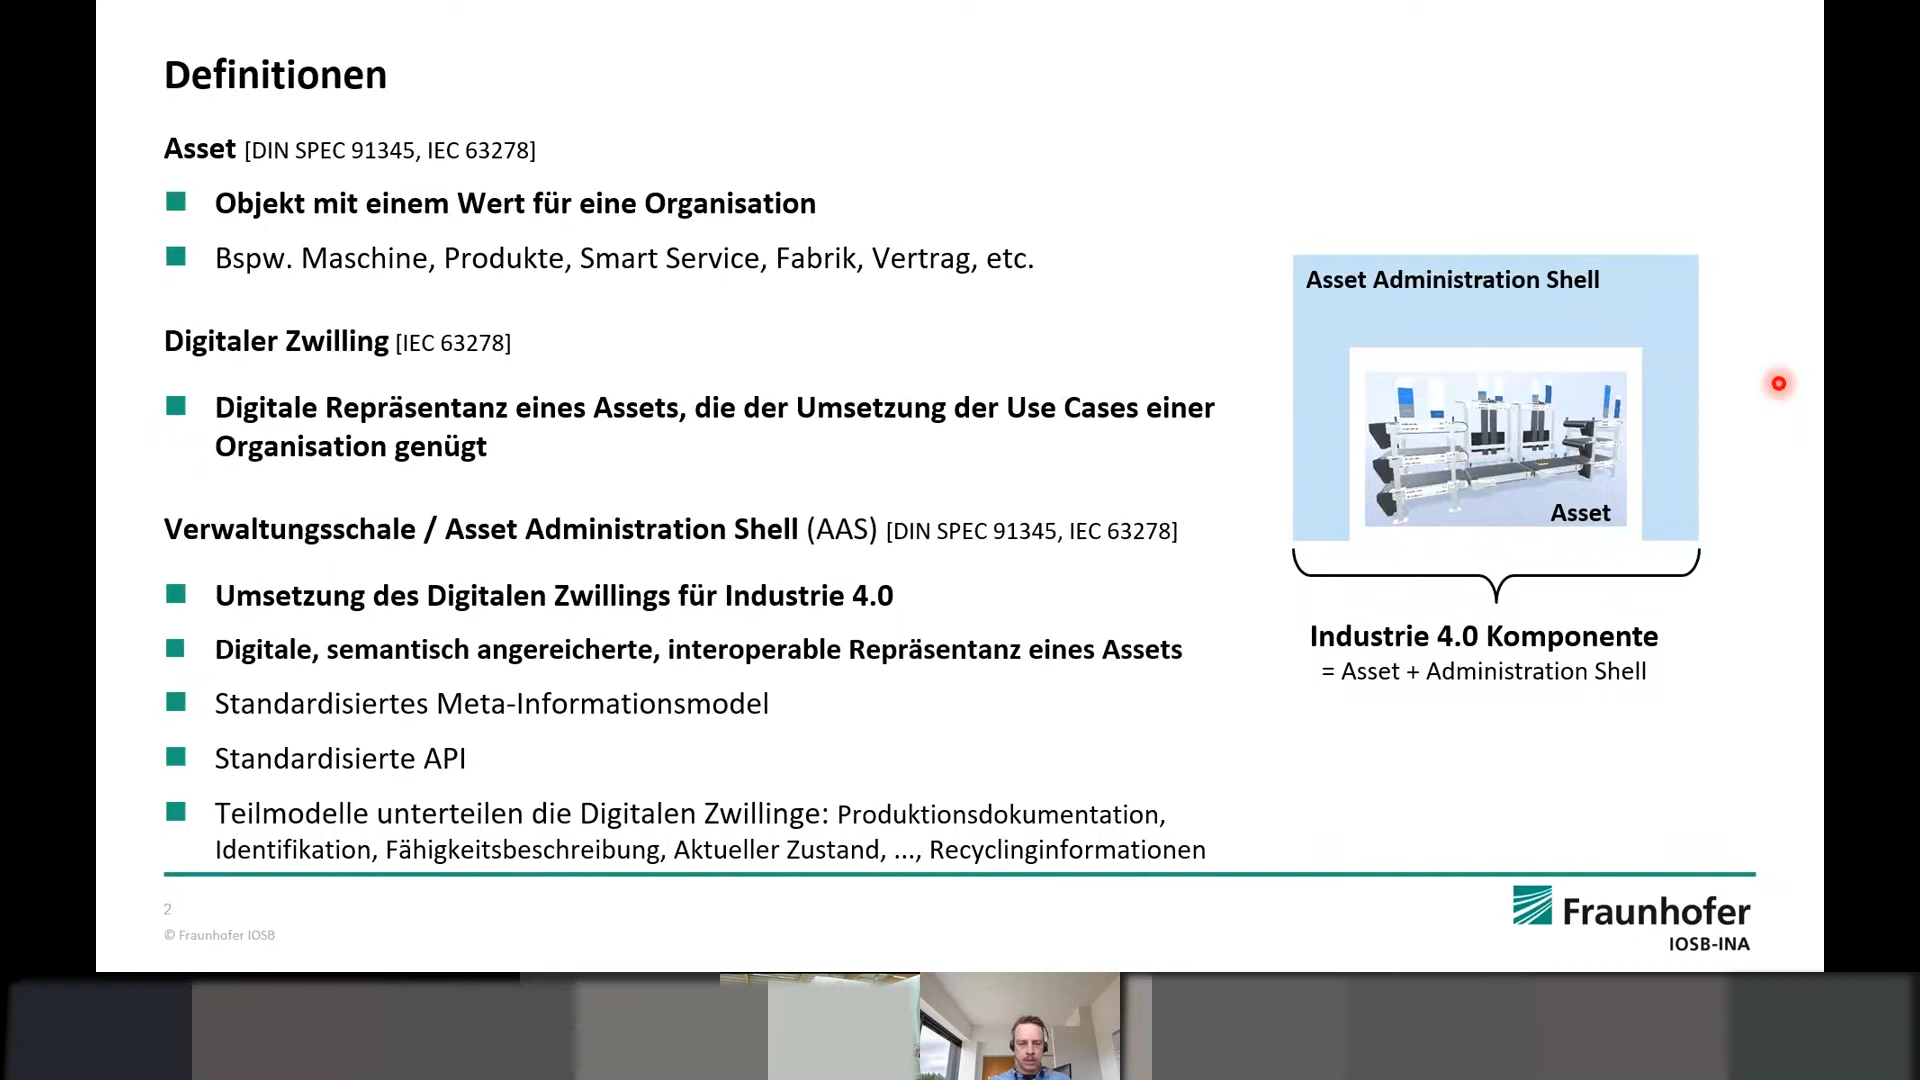 Definitionen
Asset [DIN SPEC 91345, IEC 63278]
Objekt mit einem Wert für eine Organisation
Bspw. Maschine, Produkte, Smart Service, Fabrik, Vertrag, etc.
Digitaler Zwilling [IEC 63278]
Digitale Repräsentanz eines Assets, die der Umsetzung der Use Cases einer
Organisation genügt
Verwaltungsschale / Asset Administration Shell (AAS) [DIN SPEC 91345, IEC 63278]
Umsetzung des Digitalen Zwillings für Industrie 4.0
Digitale, semantisch angereicherte, interoperable Repräsentanz eines Assets
Standardisiertes Meta-Informationsmodel
Standardisierte API
Teilmodelle unterteilen die Digitalen Zwillinge: Produktionsdokumentation,
Identifikation, Fähigkeitsbeschreibung, Aktueller Zustand, ..., Recyclinginformationen
Asset Administration Shell
Asset
Industrie 4.0 Komponente
= Asset + Administration Shell
2
© Fraunhofer IOSB
Fraunhofer
IOSB-INA